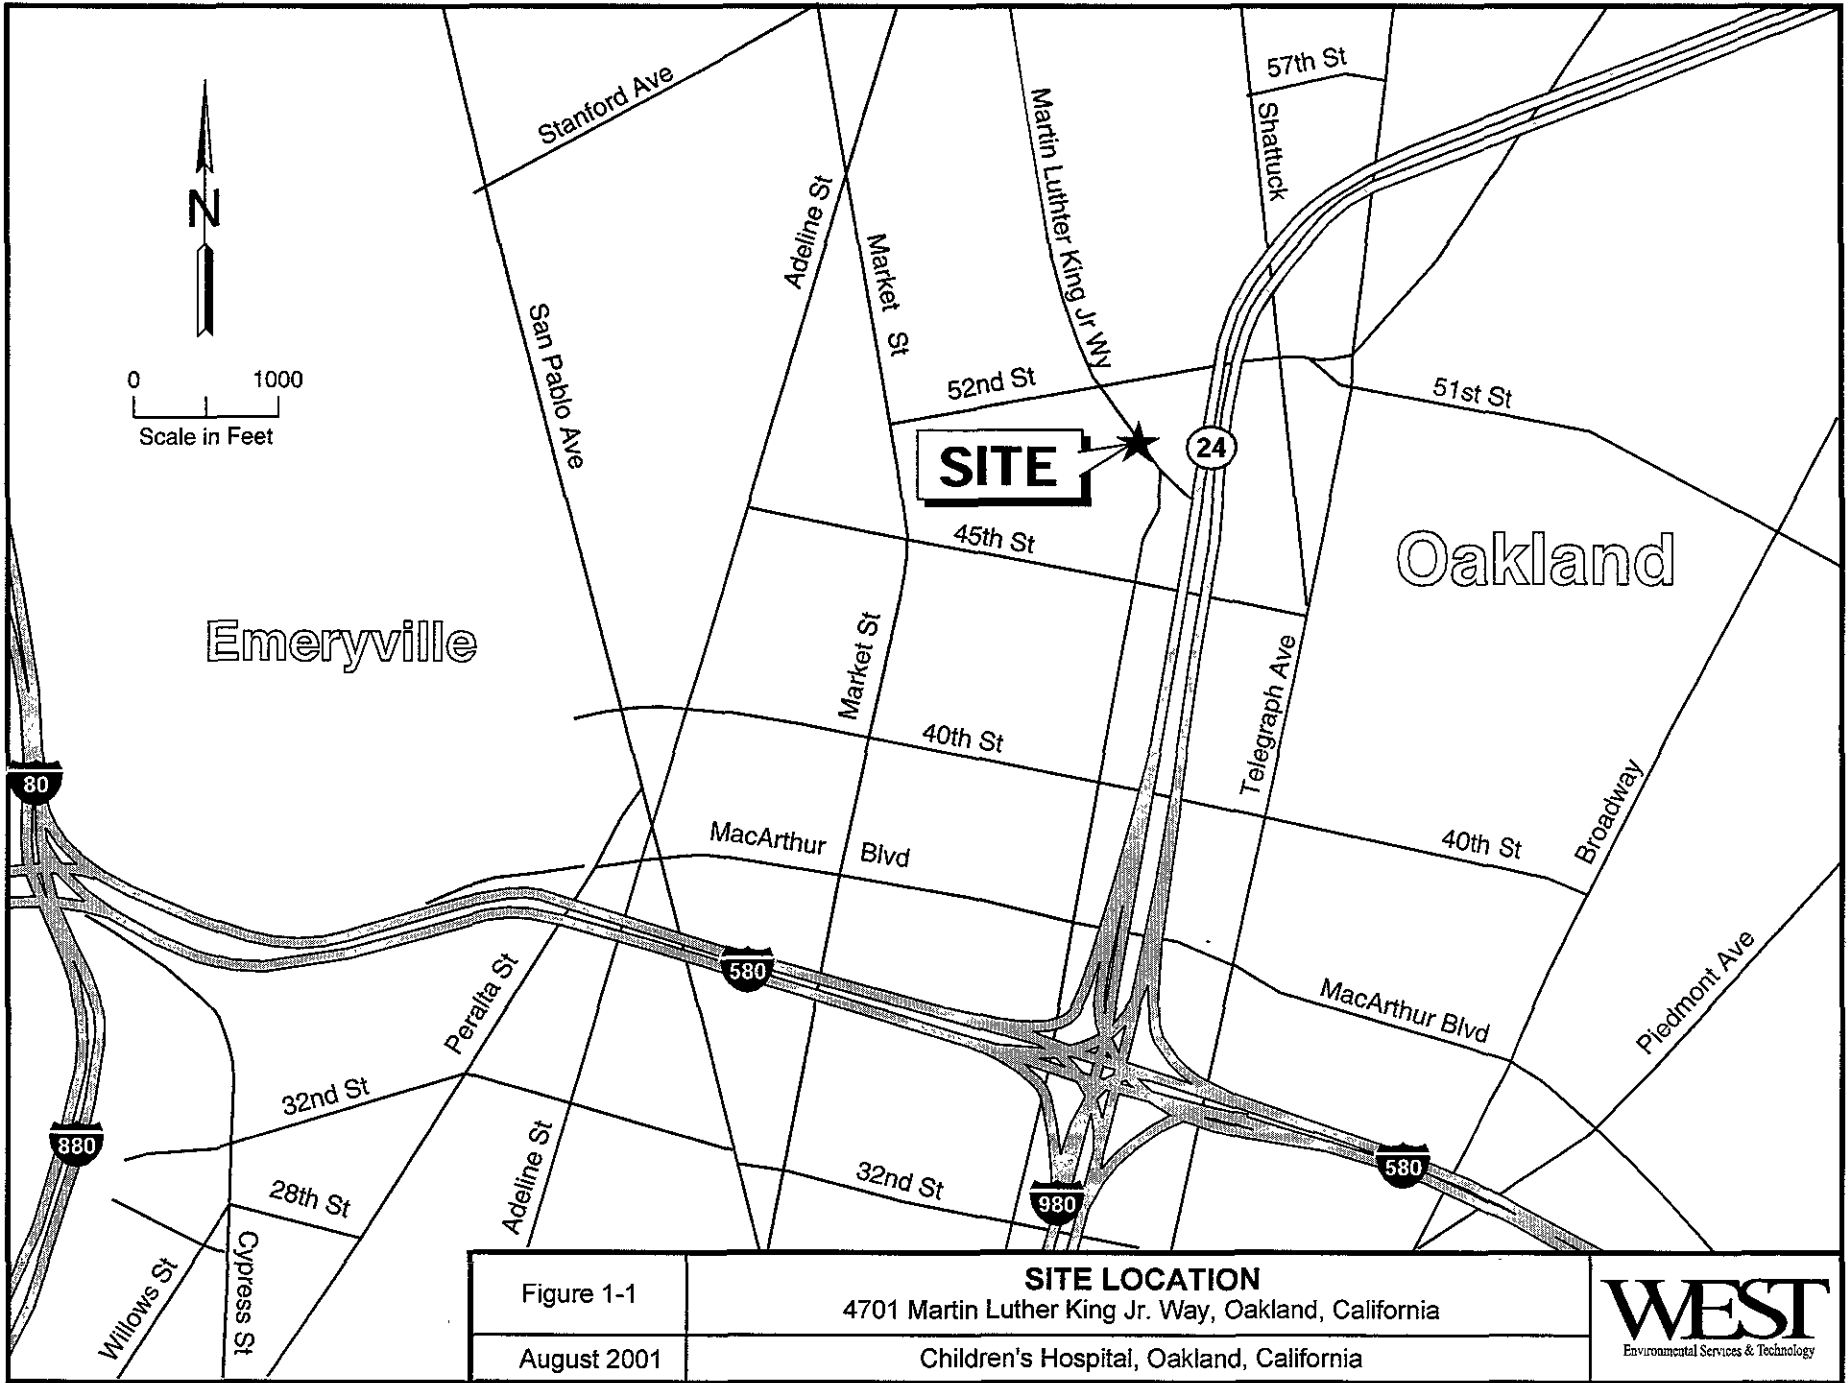 57th St
Stanford Ave
Shattuck
Martin Luthter King Jr Wy
Adeline St
N
Market St
San Pablo Ave
0 1000
Scale in Feet
52nd St
51st St
SITE
24
45th St
Oakland
Emeryville
Market St
Telegraph Ave
40th St
80
Broadway
MacArthur Blvd
40th St
580
Peralta St
MacArthur Blvd
Piedmont Ave
32nd St
880
Adeline St
580
32nd St
28th St
980
Cypress St
Willows St
Figure 1-1
SITE LOCATION
4701 Martin Luther King Jr. Way, Oakland, California
August 2001
Children's Hospital, Oakland, California
WEST
Environmental Services & Technology